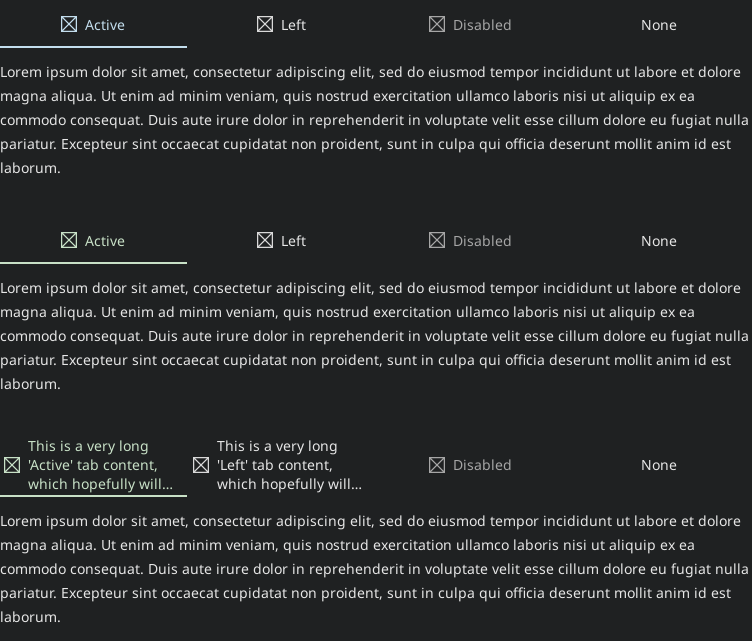 Active Left Disabled None
Lorem ipsum dolor sit amet, consectetur adipiscing elit, sed do eiusmod tempor incididunt ut labore et dolore
magna aliqua. Ut enim ad minim veniam, quis nostrud exercitation ullamco laboris nisi ut aliquip ex ea
commodo consequat. Duis aute irure dolor in reprehenderit in voluptate velit esse cillum dolore eu fugiat nulla
pariatur. Excepteur sint occaecat cupidatat non proident, sunt in culpa qui officia deserunt mollit anim id est
laborum.
Active Left Disabled None
Lorem ipsum dolor sit amet, consectetur adipiscing elit, sed do eiusmod tempor incididunt ut labore et dolore
magna aliqua. Ut enim ad minim veniam, quis nostrud exercitation ullamco laboris nisi ut aliquip ex ea
commodo consequat. Duis aute irure dolor in reprehenderit in voluptate velit esse cillum dolore eu fugiat nulla
pariatur. Excepteur sint occaecat cupidatat non proident, sunt in culpa qui officia deserunt mollit anim id est
laborum.
This is a very long
'Active' tab content,
which hopefully will...
This is a very long
'Left' tab content,
which hopefully will...
Disabled
None
Lorem ipsum dolor sit amet, consectetur adipiscing elit, sed do eiusmod tempor incididunt ut labore et dolore
magna aliqua. Ut enim ad minim veniam, quis nostrud exercitation ullamco laboris nisi ut aliquip ex ea
commodo consequat. Duis aute irure dolor in reprehenderit in voluptate velit esse cillum dolore eu fugiat nulla
pariatur. Excepteur sint occaecat cupidatat non proident, sunt in culpa qui officia deserunt mollit anim id est
laborum.